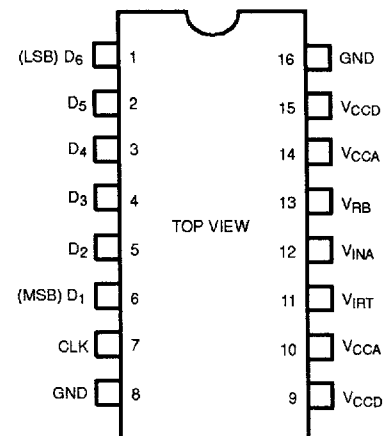 (LSB) D6 1 16 GND
D5 2 15 VCCD
D4 3 14 VCCA
D3 4 13 VRB
TOP VIEW
D2 5 12 VINA
(MSB) D1 6 11 VIRT
CLK 7 10 VCCA
GND 8 9 VCCD